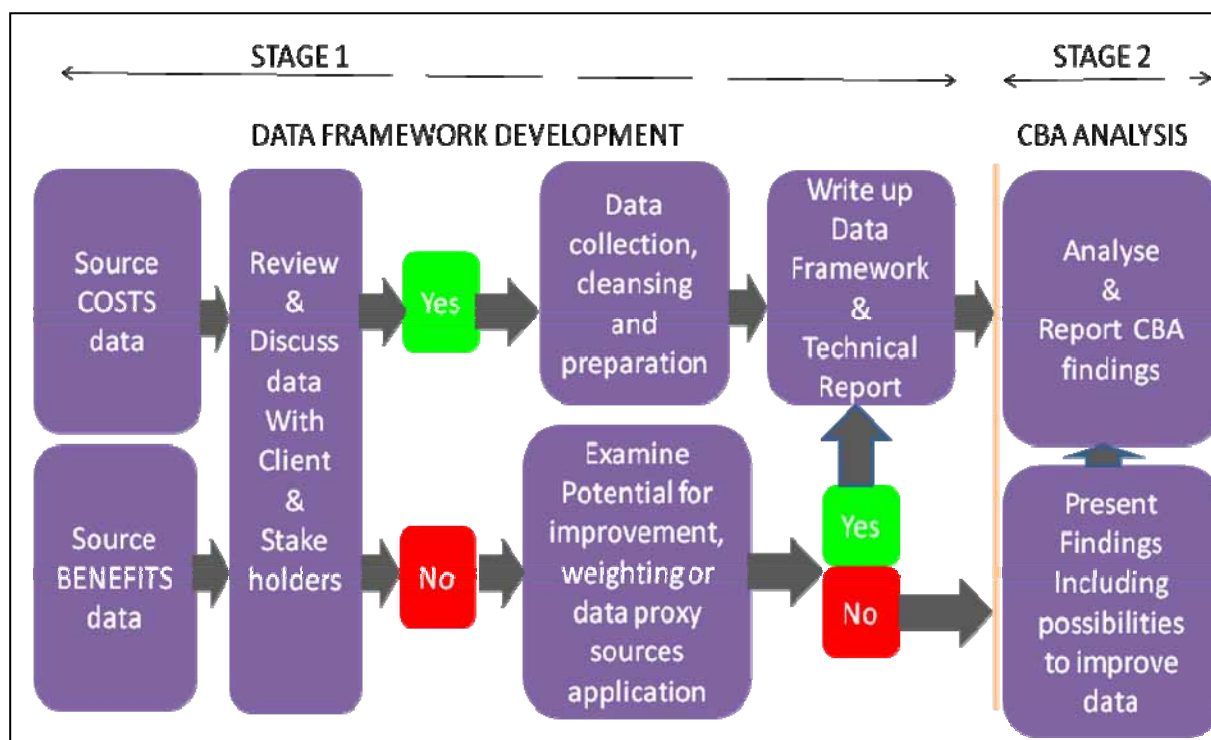 STAGE 1
STAGE 2
DATA FRAMEWORK DEVELOPMENT
CBA ANALYSIS
Source
COSTS
data
Source
BENEFITS
data
Review
&
Discuss
data
With
Client
&
Stake
holders
Yes
No
Data
collection,
cleansing
and
preparation
Examine
Potential for
improvement,
weighting or
data proxy
sources
application
Write up
Data
Framework
&
Technical
Report
Yes
No
Analyse
&
Report CBA
findings
Present
Findings
Including
possibilities
to improve
data